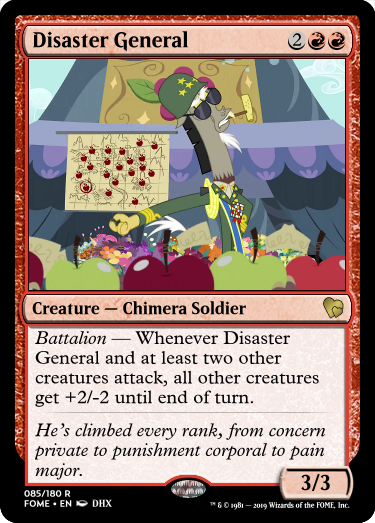 Disaster General 2
Creature — Chimera Soldier
Battalion — Whenever Disaster
General and at least two other
creatures attack, all other creatures
get +2/-2 until end of turn.
He's climbed every rank, from concern
private to punishment corporal to pain
major.
3/3
085/180 R
FOME • EN DHX
™ & © 1981 — 2019 Wizards of the FOME, Inc.